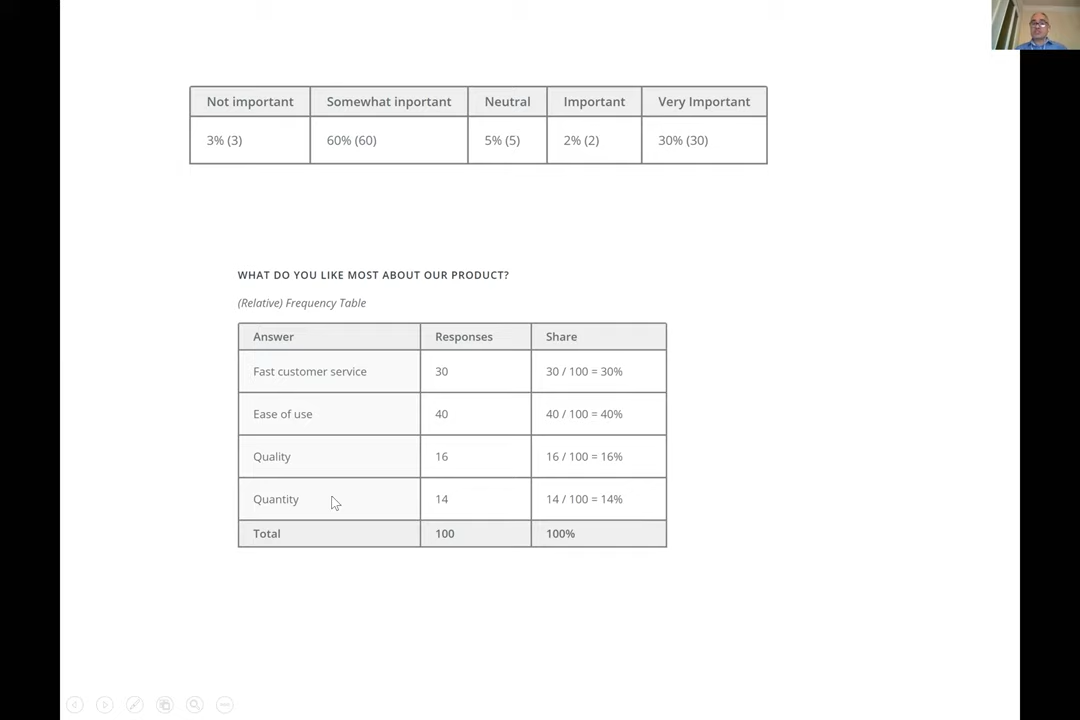 Not important Somewhat inportant Neutral Important Very Important
3% (3) 60% (60) 5% (5) 2% (2) 30% (30)
WHAT DO YOU LIKE MOST ABOUT OUR PRODUCT?
(Relative) Frequency Table
Answer Responses Share
Fast customer service 30 30 / 100 = 30%
Ease of use 40 40 / 100 = 40%
Quality 16 16 / 100 = 16%
Quantity 14 14 / 100 = 14%
Total 100 100%